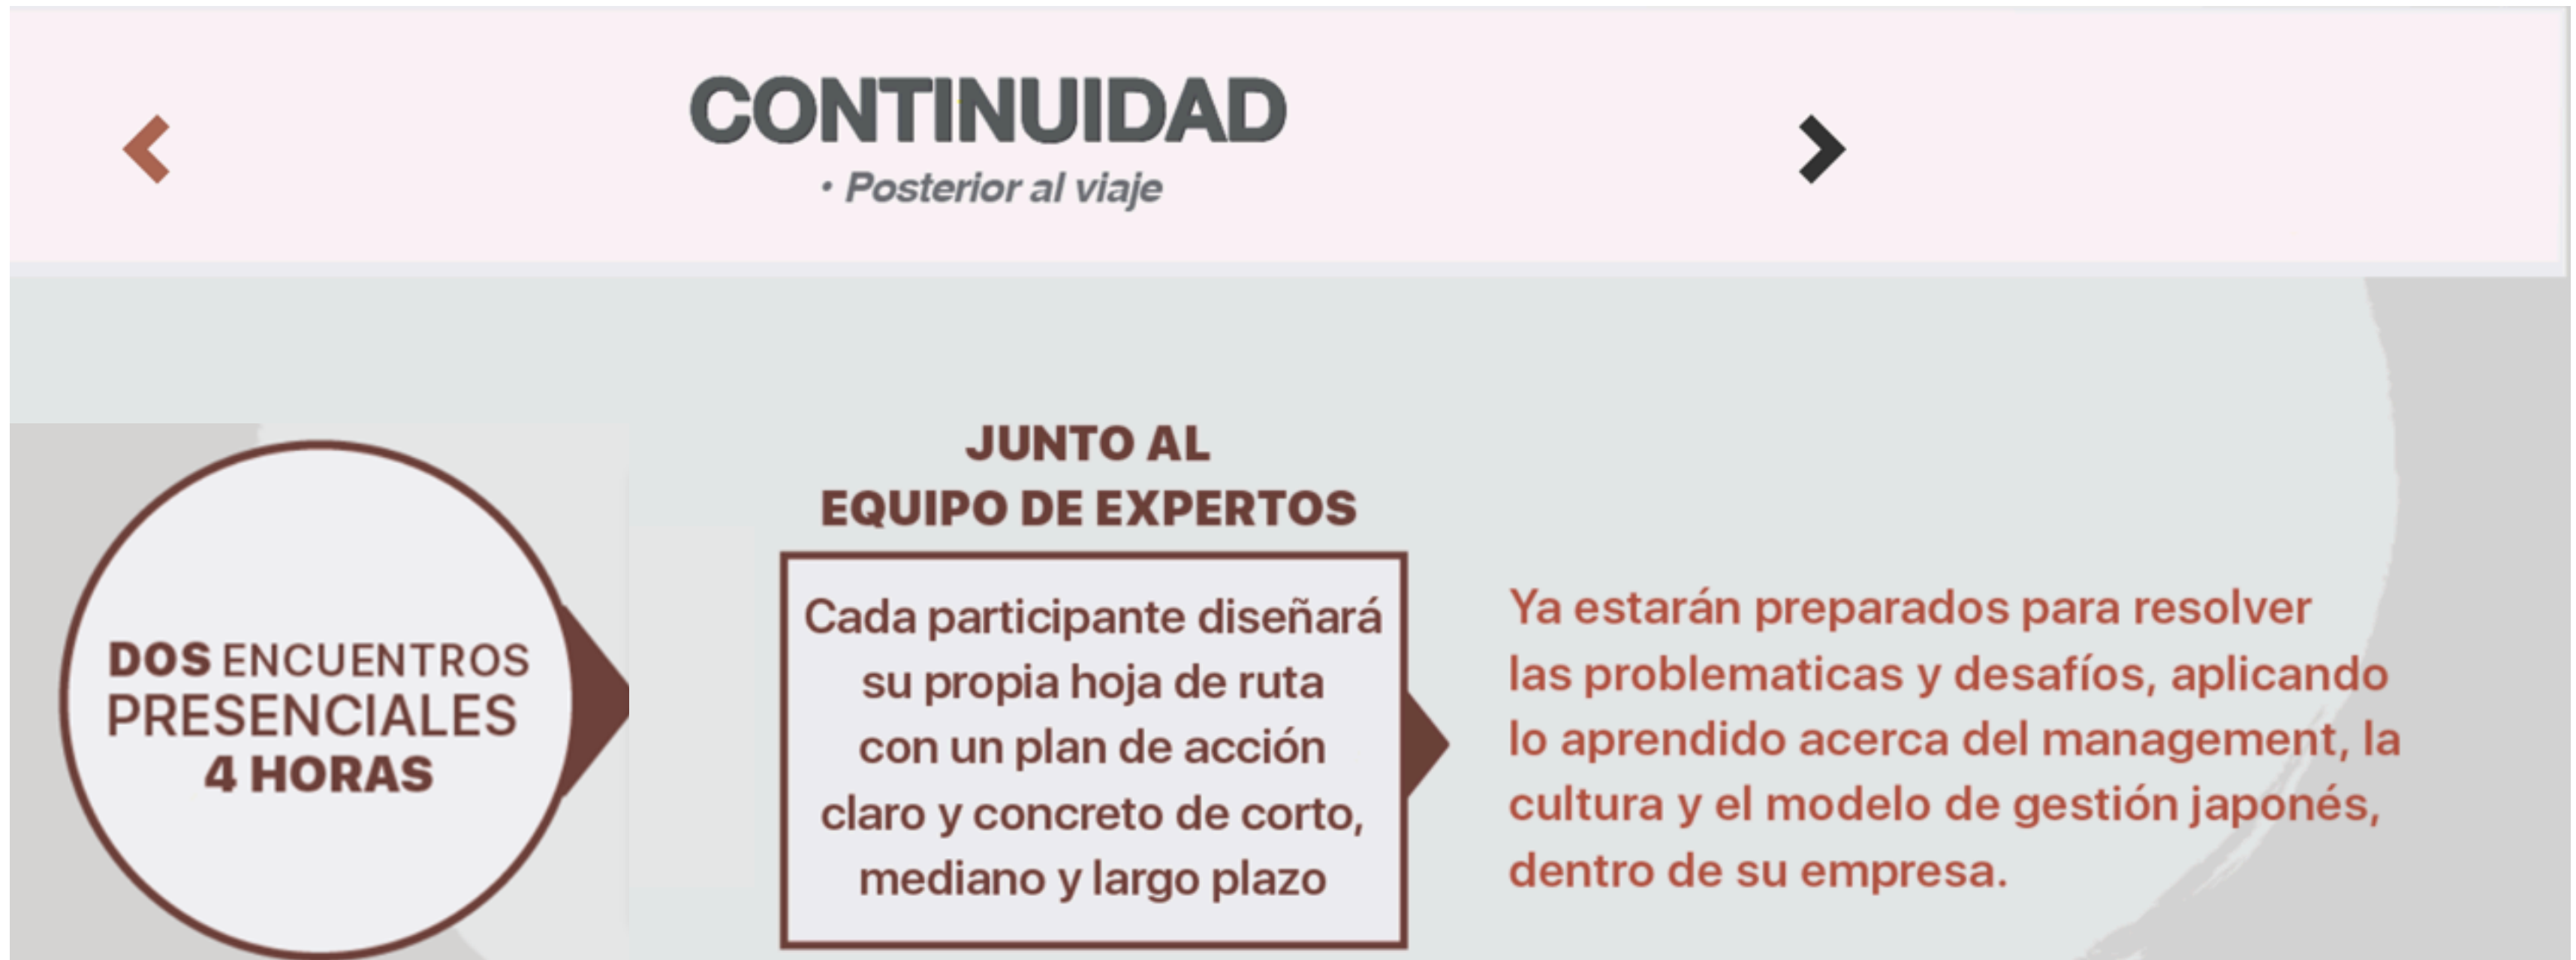 CONTINUIDAD
• Posterior al viaje
DOS ENCUENTROS
PRESENCIALES
4 HORAS
JUNTO AL
EQUIPO DE EXPERTOS
Cada participante diseñará
su propia hoja de ruta
con un plan de acción
claro y concreto de corto,
mediano y largo plazo
Ya estarán preparados para resolver
las problematicas y desafíos, aplicando
lo aprendido acerca del management, la
cultura y el modelo de gestión japonés,
dentro de su empresa.